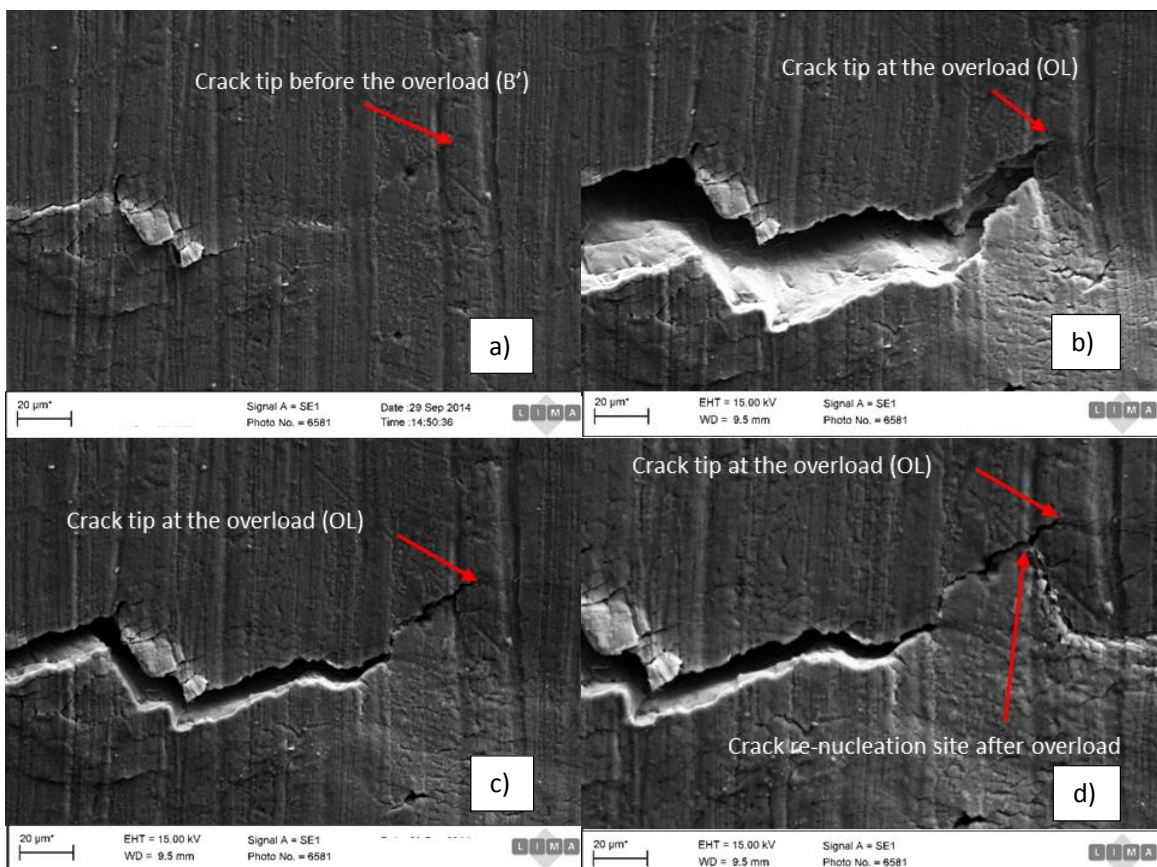 Crack tip before the overload (B’)
a)
20 µm*
Signal A = SE1
Photo No. = 6581
Date :29 Sep 2014
Time :14:50:36
L I M A
Crack tip at the overload (OL)
b)
20 µm*
EHT = 15.00 kV
WD = 9.5 mm
Signal A = SE1
Photo No. = 6581
L I M A
Crack tip at the overload (OL)
c)
20 µm*
EHT = 15.00 kV
WD = 9.5 mm
Signal A = SE1
Photo No. = 6581
L I M A
Crack tip at the overload (OL)
Crack re-nucleation site after overload
d)
20 µm*
EHT = 15.00 kV
WD = 9.5 mm
Signal A = SE1
Photo No. = 6581
L I M A